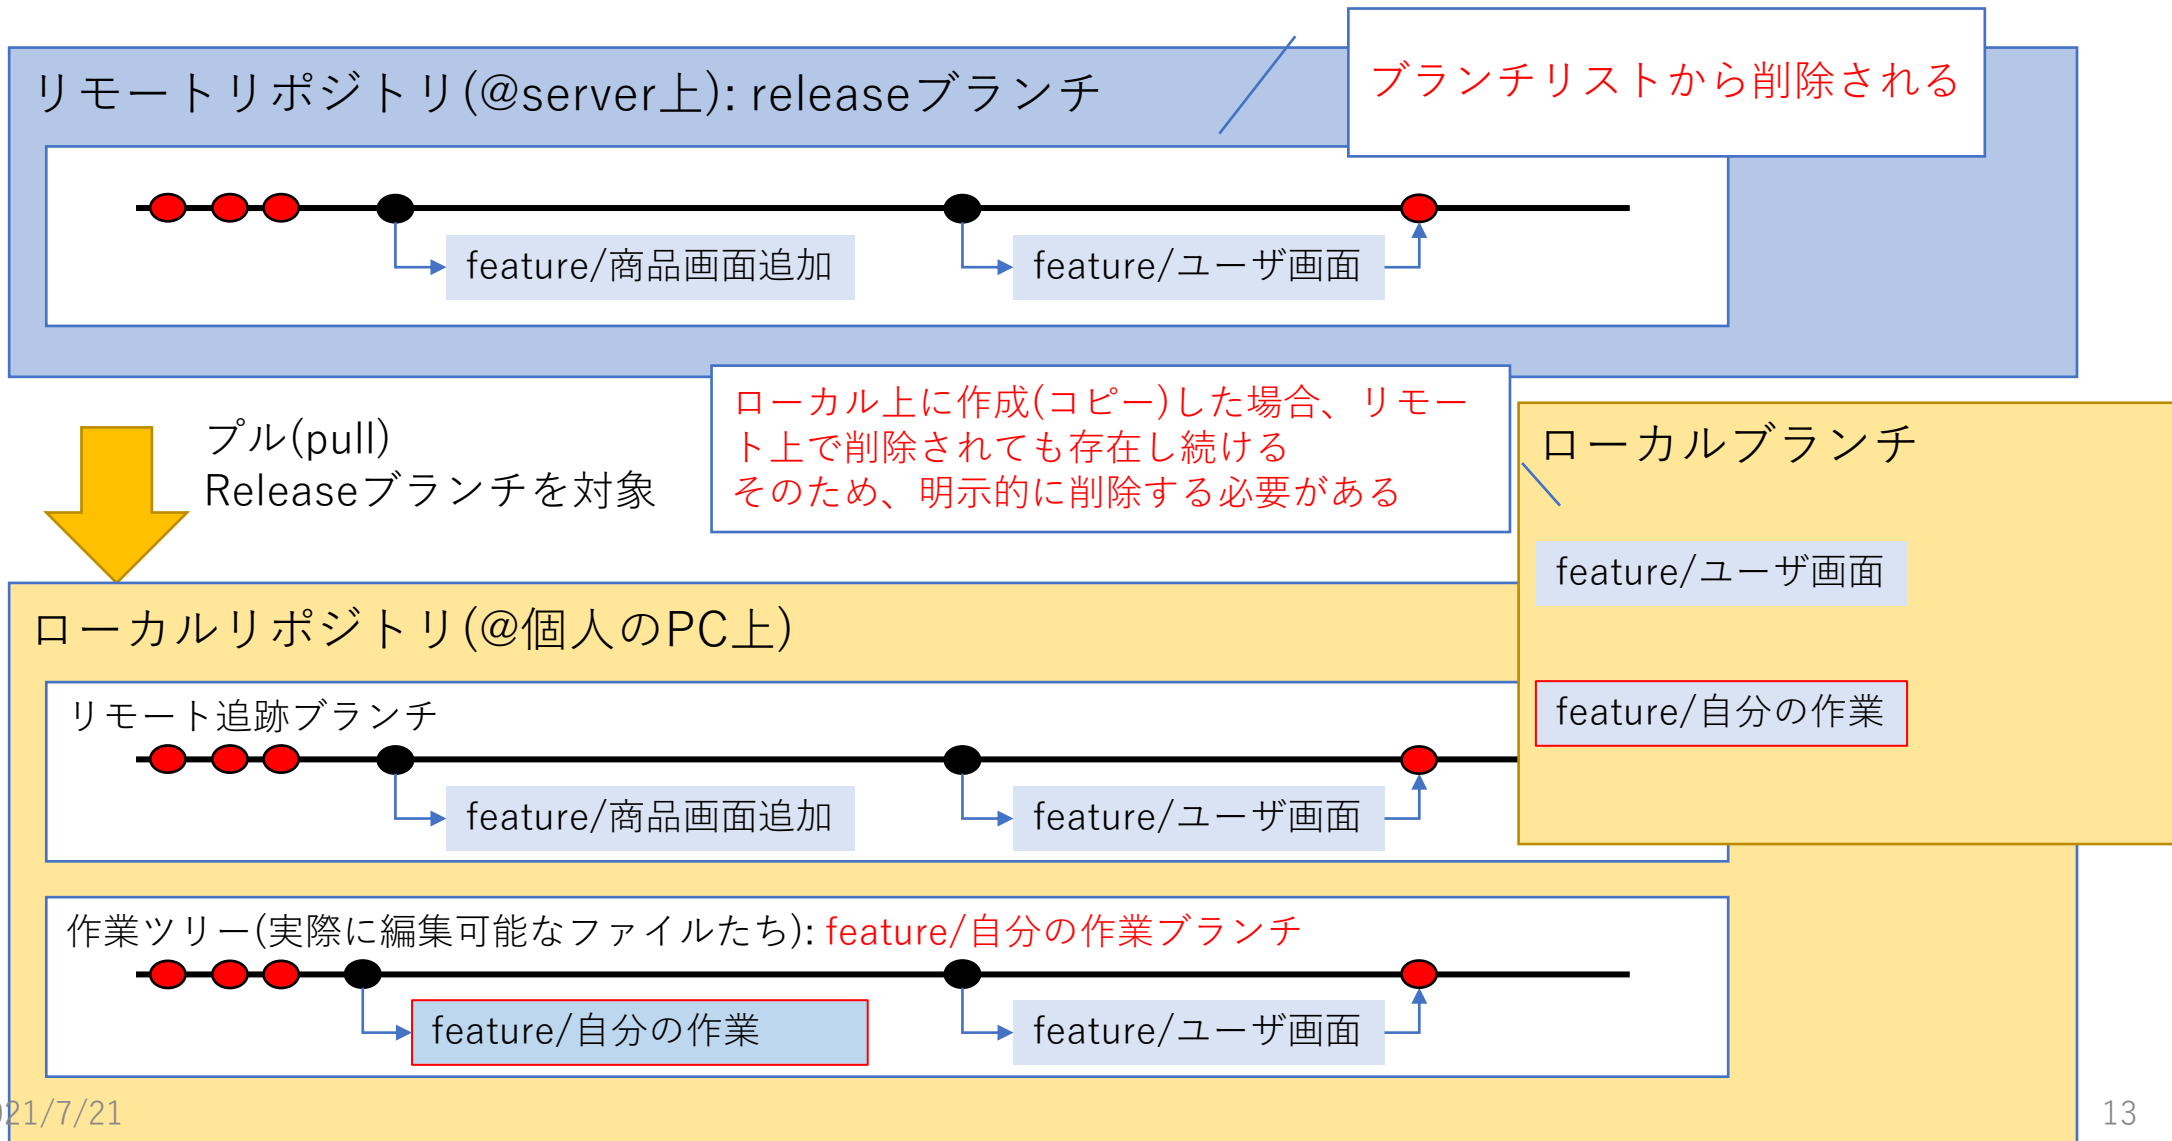 リモートリポジトリ(@server上): releaseブランチ
ブランチリストから削除される
feature/商品画面追加
feature/ユーザ画面
プル(pull)
Releaseブランチを対象
ローカル上に作成(コピー)した場合、リモー
ト上で削除されても存在し続ける
そのため、明示的に削除する必要がある
ローカルブランチ
feature/ユーザ画面
feature/自分の作業
ローカルリポジトリ(@個人のPC上)
リモート追跡ブランチ
feature/商品画面追加
feature/ユーザ画面
作業ツリー(実際に編集可能なファイルたち): feature/自分の作業ブランチ
feature/自分の作業
feature/ユーザ画面
21/7/21
13